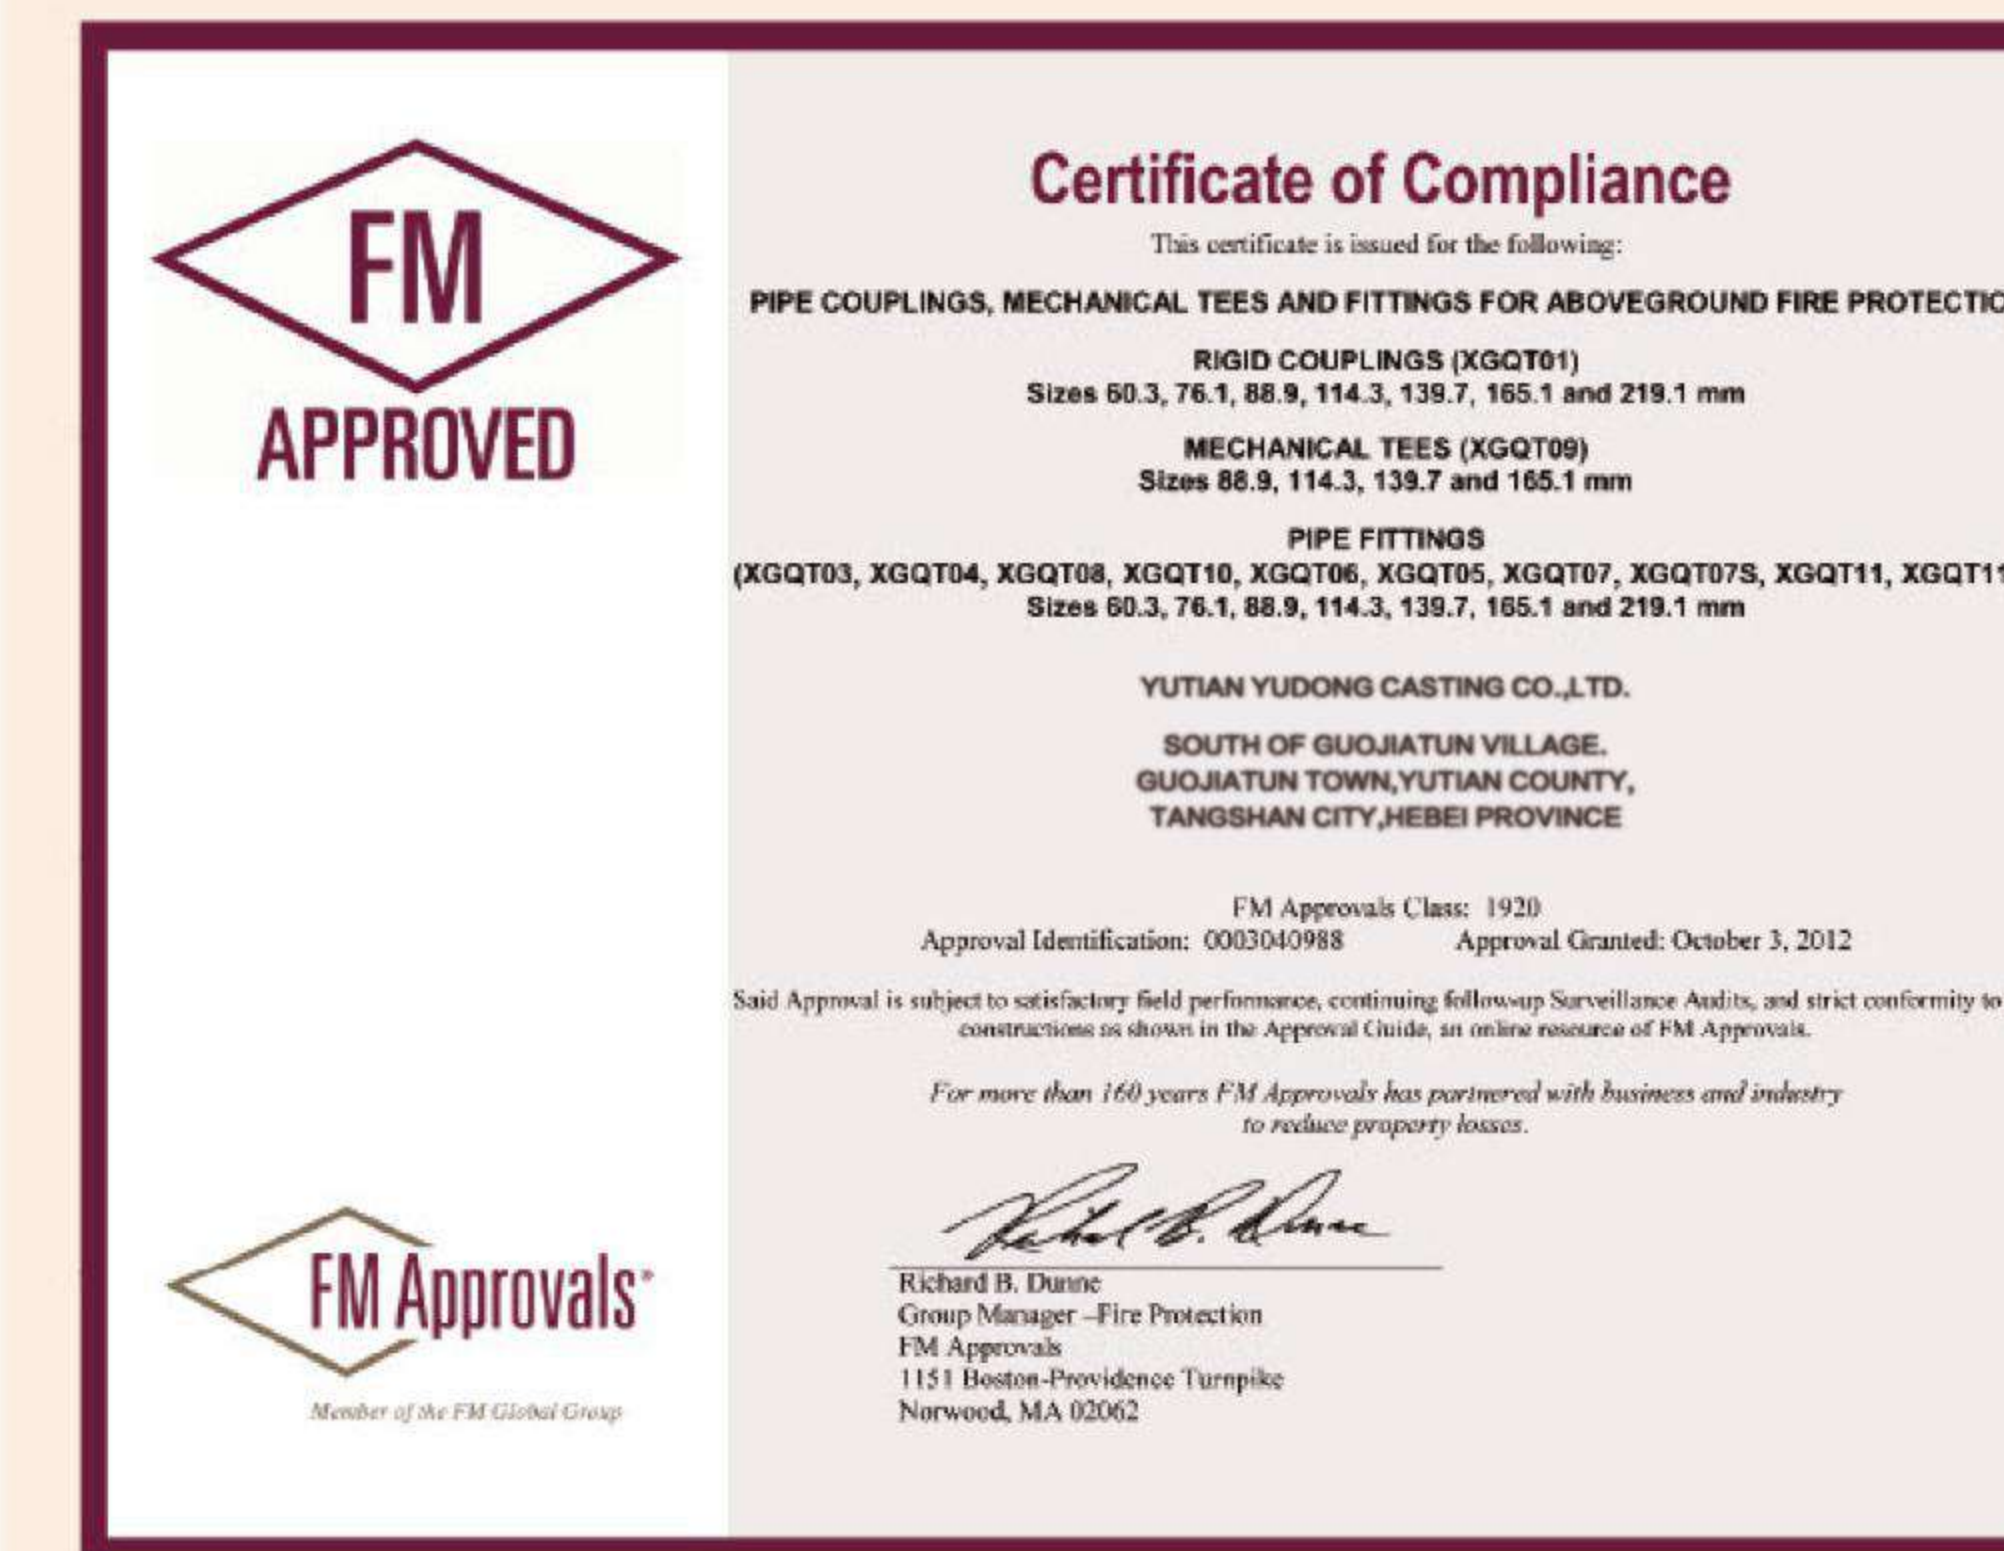 FM
APPROVED
Certificate of Compliance
This certificate is issued for the following:
PIPE COUPLINGS, MECHANICAL TEES AND FITTINGS FOR ABOVEGROUND FIRE PROTECTIO
RIGID COUPLINGS (XGQT01)
Sizes 60.3, 76.1, 88.9, 114.3, 139.7, 165.1 and 219.1 mm
MECHANICAL TEES (XGQT09)
Sizes 88.9, 114.3, 139.7 and 165.1 mm
PIPE FITTINGS
(XGQT03, XGQT04, XGQT08, XGQT10, XGQT06, XGQT05, XGQT07, XGQT07S, XGQT11, XGQT11
Sizes 60.3, 76.1, 88.9, 114.3, 139.7, 165.1 and 219.1 mm
YUTIAN YUDONG CASTING CO.,LTD.
SOUTH OF GUOJIATUN VILLAGE.
GUOJIATUN TOWN,YUTIAN COUNTY,
TANGSHAN CITY,HEBEI PROVINCE
FM Approvals Class: 1920
Approval Identification: 0003040988 Approval Granted: October 3, 2012
Said Approval is subject to satisfactory field performance, continuing follow-up Surveillance Audits, and strict conformity to
constructions as shown in the Approval Guide, an online resource of FM Approvals.
For more than 160 years FM Approvals has partnered with business and industry
to reduce property losses.
Richard B. Dunne
Richard B. Dunne
Group Manager –Fire Protection
FM Approvals
1151 Boston-Providence Turnpike
Norwood, MA 02062
FM Approvals®
Member of the FM Global Group